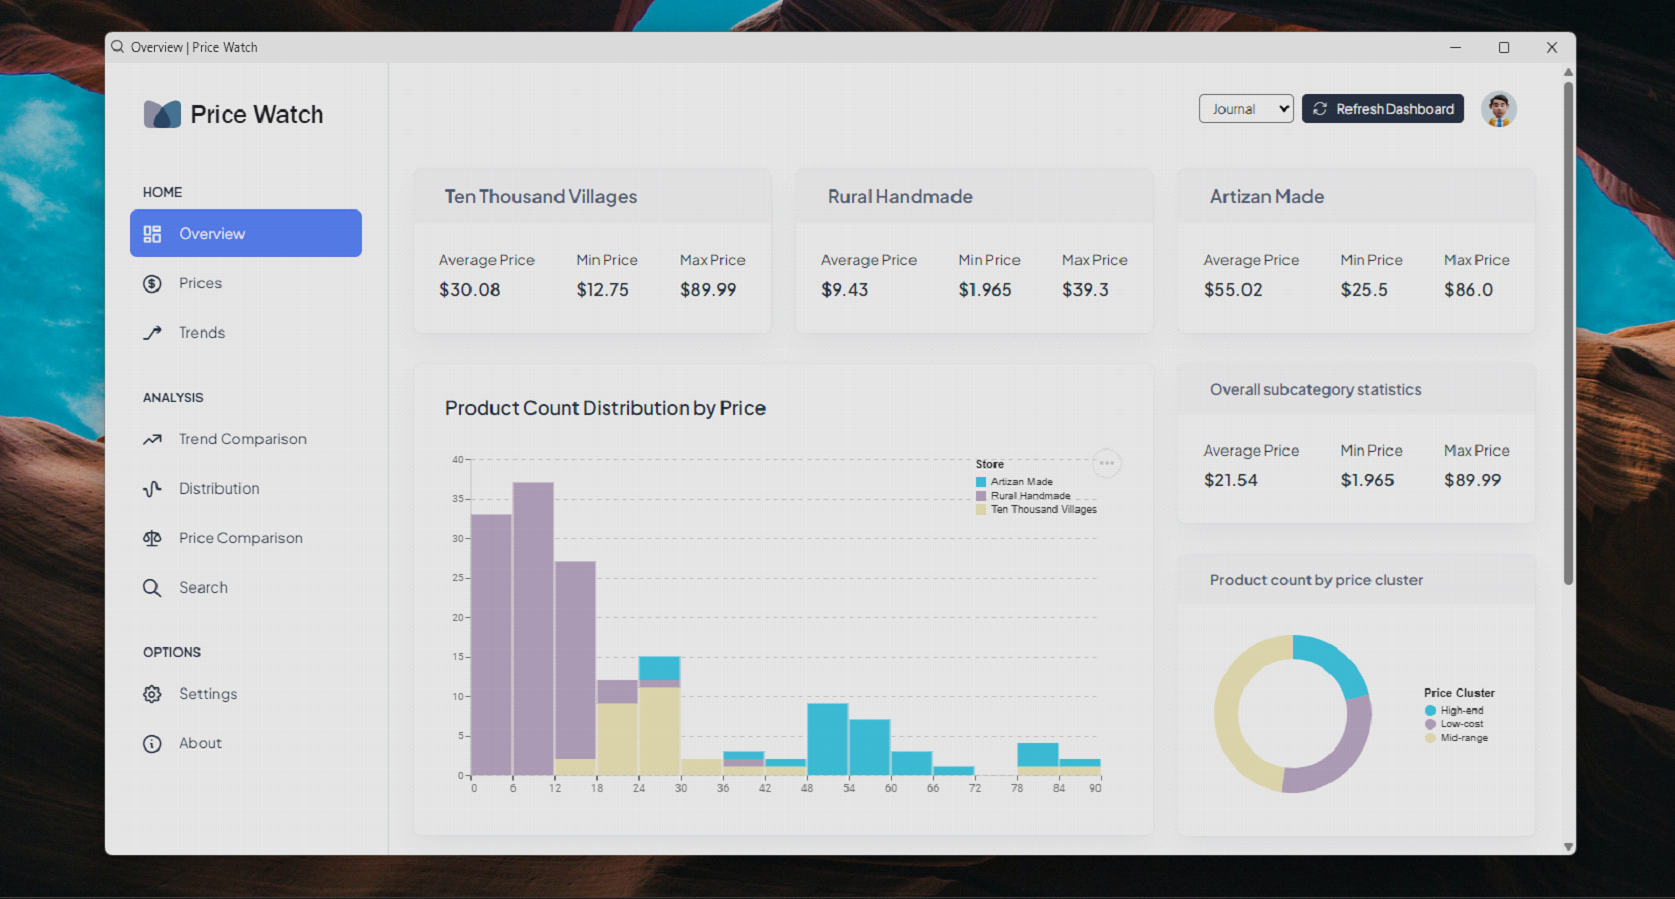 Overview | Price Watch
Price Watch
Journal
Refresh Dashboard
HOME
Overview
Prices
Trends
ANALYSIS
Trend Comparison
Distribution
Price Comparison
Search
OPTIONS
Settings
About
Ten Thousand Villages
Average Price Min Price Max Price
$30.08 $12.75 $89.99
Rural Handmade
Average Price Min Price Max Price
$9.43 $1.965 $39.3
Artizan Made
Average Price Min Price Max Price
$55.02 $25.5 $86.0
Product Count Distribution by Price
Store
Artizan Made
Rural Handmade
Ten Thousand Villages
40
35
30
25
20
15
10
5
0
0 6 12 18 24 30 36 42 48 54 60 66 72 78 84 90
Overall subcategory statistics
Average Price Min Price Max Price
$21.54 $1.965 $89.99
Product count by price cluster
Price Cluster
High-end
Low-cost
Mid-range